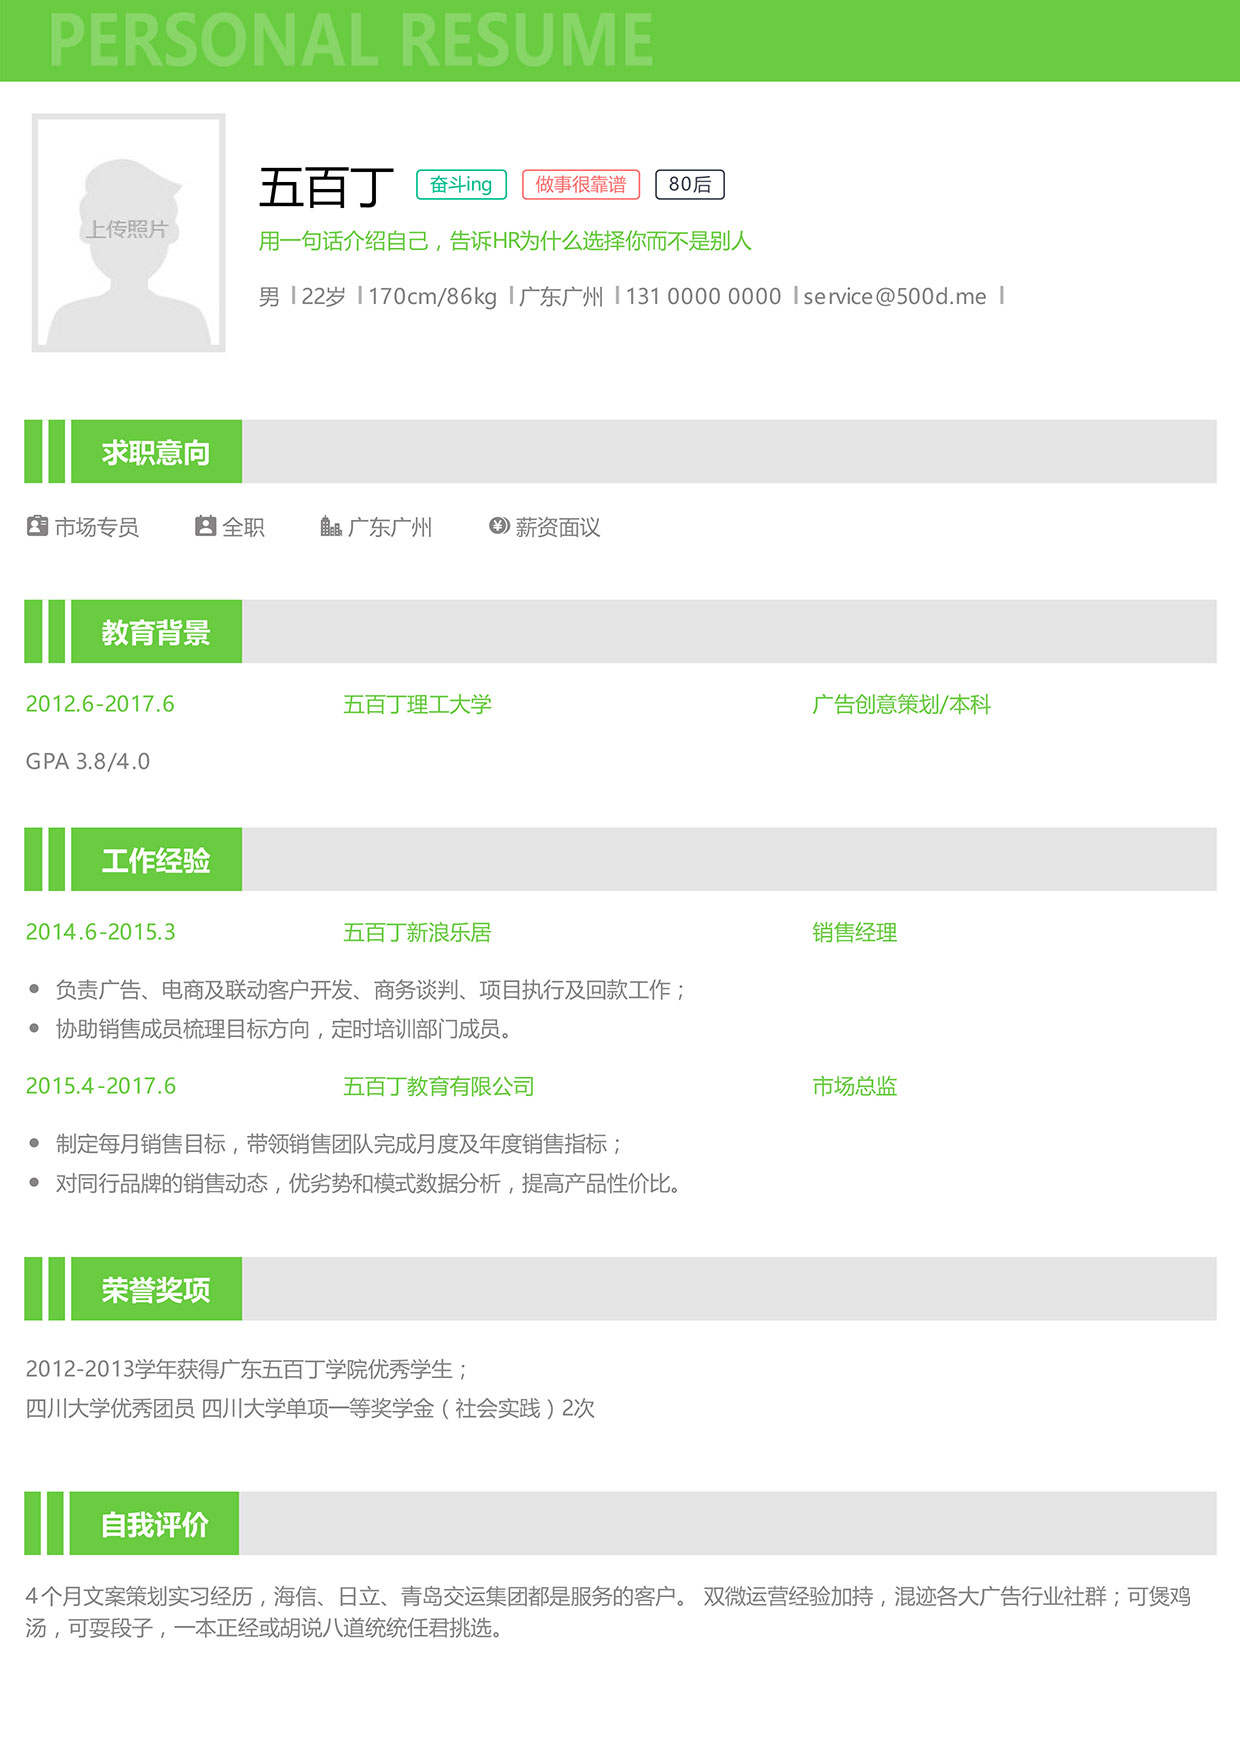 PERSONAL RESUME
上传照片
五百丁 奋斗ing 做事很靠谱 80后
用一句话介绍自己，告诉HR为什么选择你而不是别人
男 | 22岁 | 170cm/86kg | 广东广州 | 131 0000 0000 | service@500d.me |
求职意向
市场专员 全职 广东广州 薪资面议
教育背景
2012.6-2017.6 五百丁理工大学 广告创意策划/本科
GPA 3.8/4.0
工作经验
2014.6-2015.3 五百丁新浪乐居 销售经理
• 负责广告、电商及联动客户开发、商务谈判、项目执行及回款工作；
• 协助销售成员梳理目标方向，定时培训部门成员。
2015.4-2017.6 五百丁教育有限公司 市场总监
• 制定每月销售目标，带领销售团队完成月度及年度销售指标；
• 对同行品牌的销售动态，优劣势和模式数据分析，提高产品性价比。
荣誉奖项
2012-2013学年获得广东五百丁学院优秀学生；
四川大学优秀团员 四川大学单项一等奖学金（社会实践）2次
自我评价
4个月文案策划实习经历，海信、日立、青岛交运集团都是服务的客户。 双微运营经验加持，混迹各大广告行业社群；可煲鸡
汤，可耍段子，一本正经或胡说八道统统任君挑选。